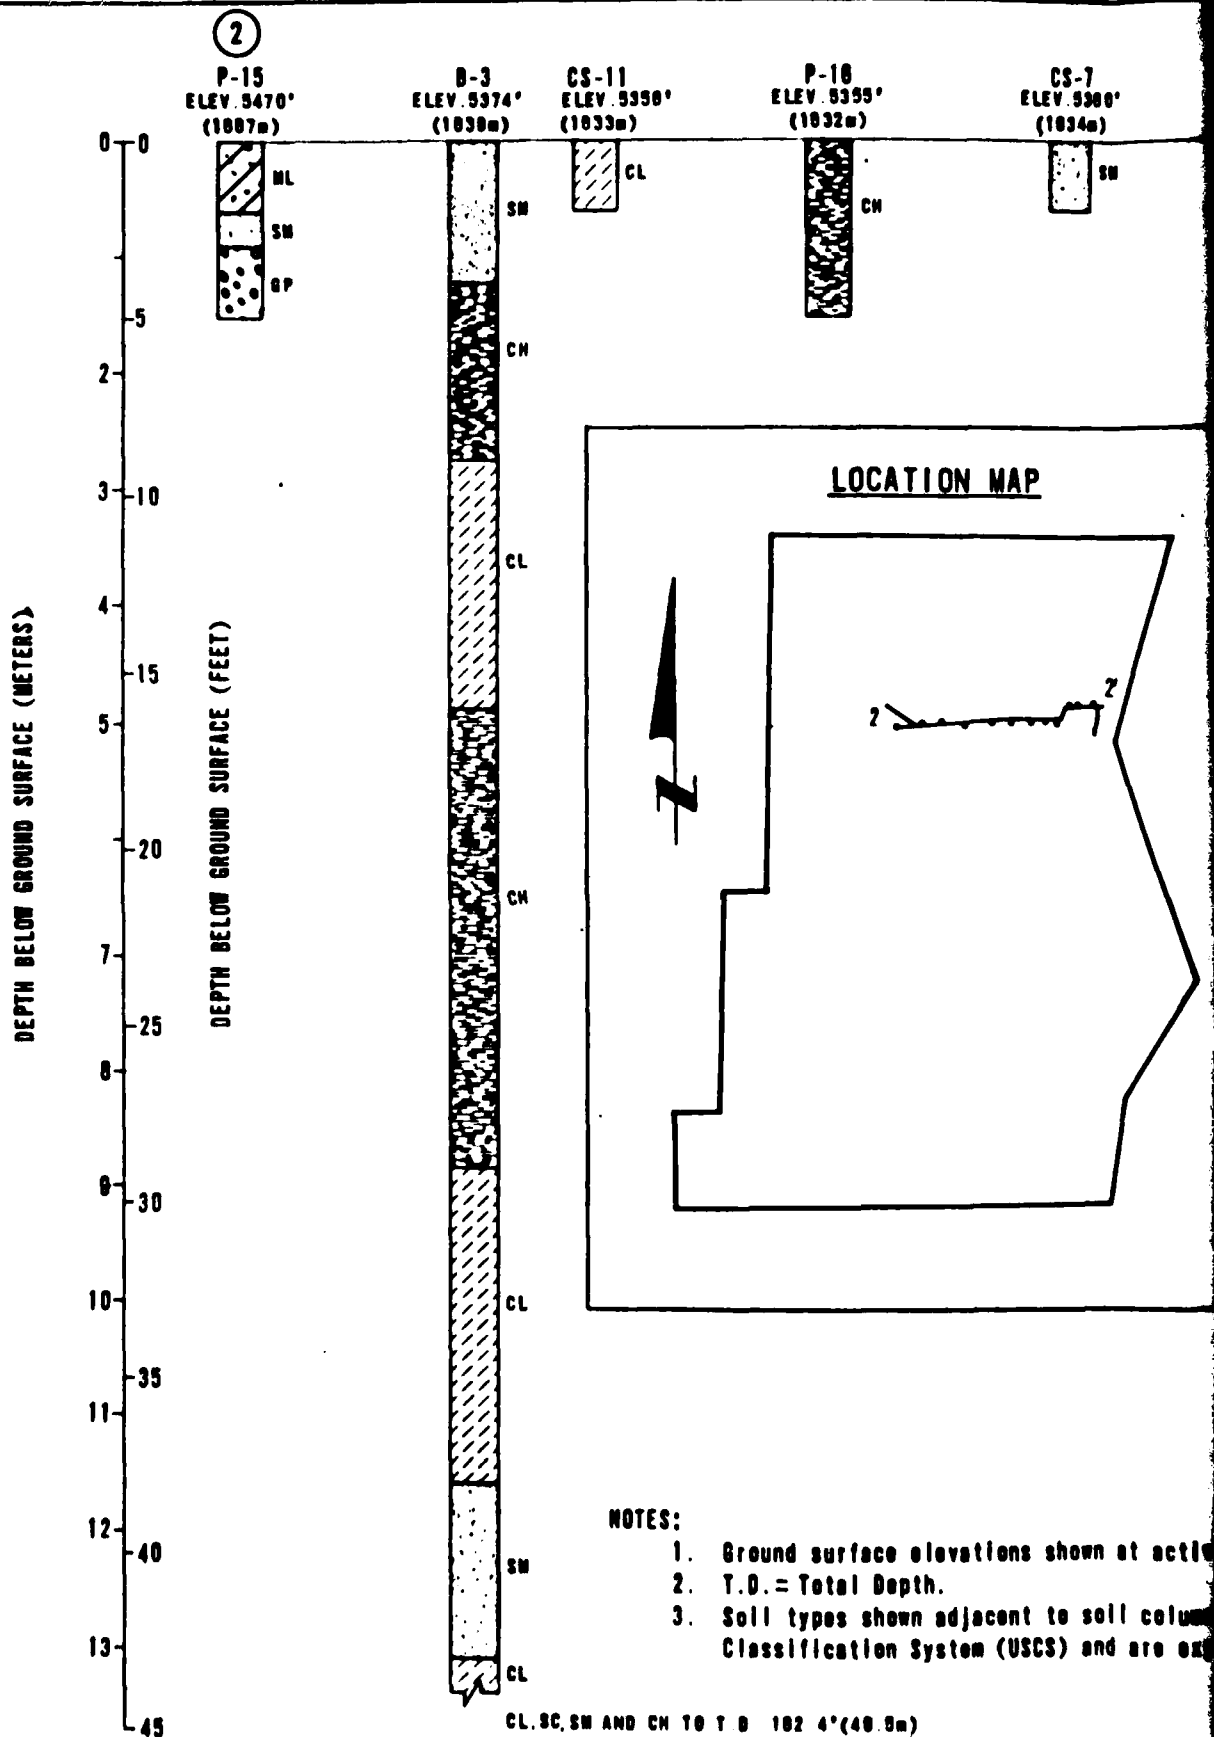 2
P-15
ELEV.5470'
(1667m)
B-3
ELEV.5374'
(1638m)
CS-11
ELEV.5358'
(1633m)
P-16
ELEV.5355'
(1632m)
CS-7
ELEV.5360'
(1634m)
0 0
ML
SM
GP
SM
CL
CH
SM
5
2
CH
3 10
CL
4
15
5
20
CH
7
25
8
9
30
10
CL
35
11
12
40
SM
13
CL
45
DEPTH BELOW GROUND SURFACE (METERS)
DEPTH BELOW GROUND SURFACE (FEET)
LOCATION MAP
2
2'
NOTES:
1. Ground surface elevations shown at
2. T.D. = Total Depth.
3. Soil types shown adjacent to soil
Classification System (USCS) and are
CL,SC,SM AND CH TO T.D